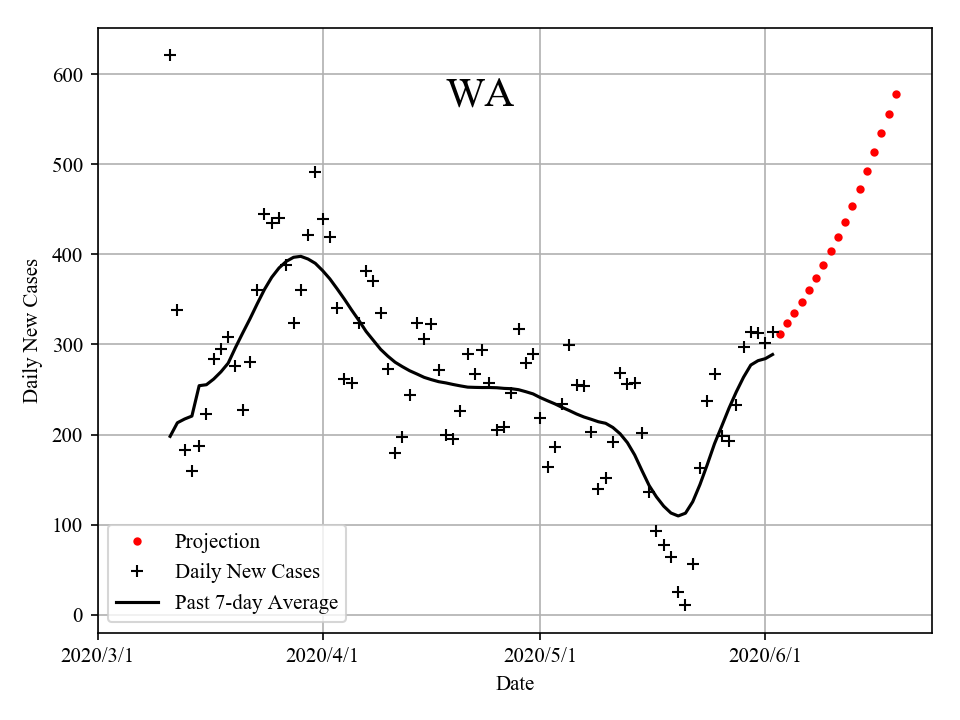 WA
600
500
400
300
200
100
0
Daily New Cases
Projection
Daily New Cases
Past 7-day Average
2020/3/1 2020/4/1 2020/5/1 2020/6/1
Date